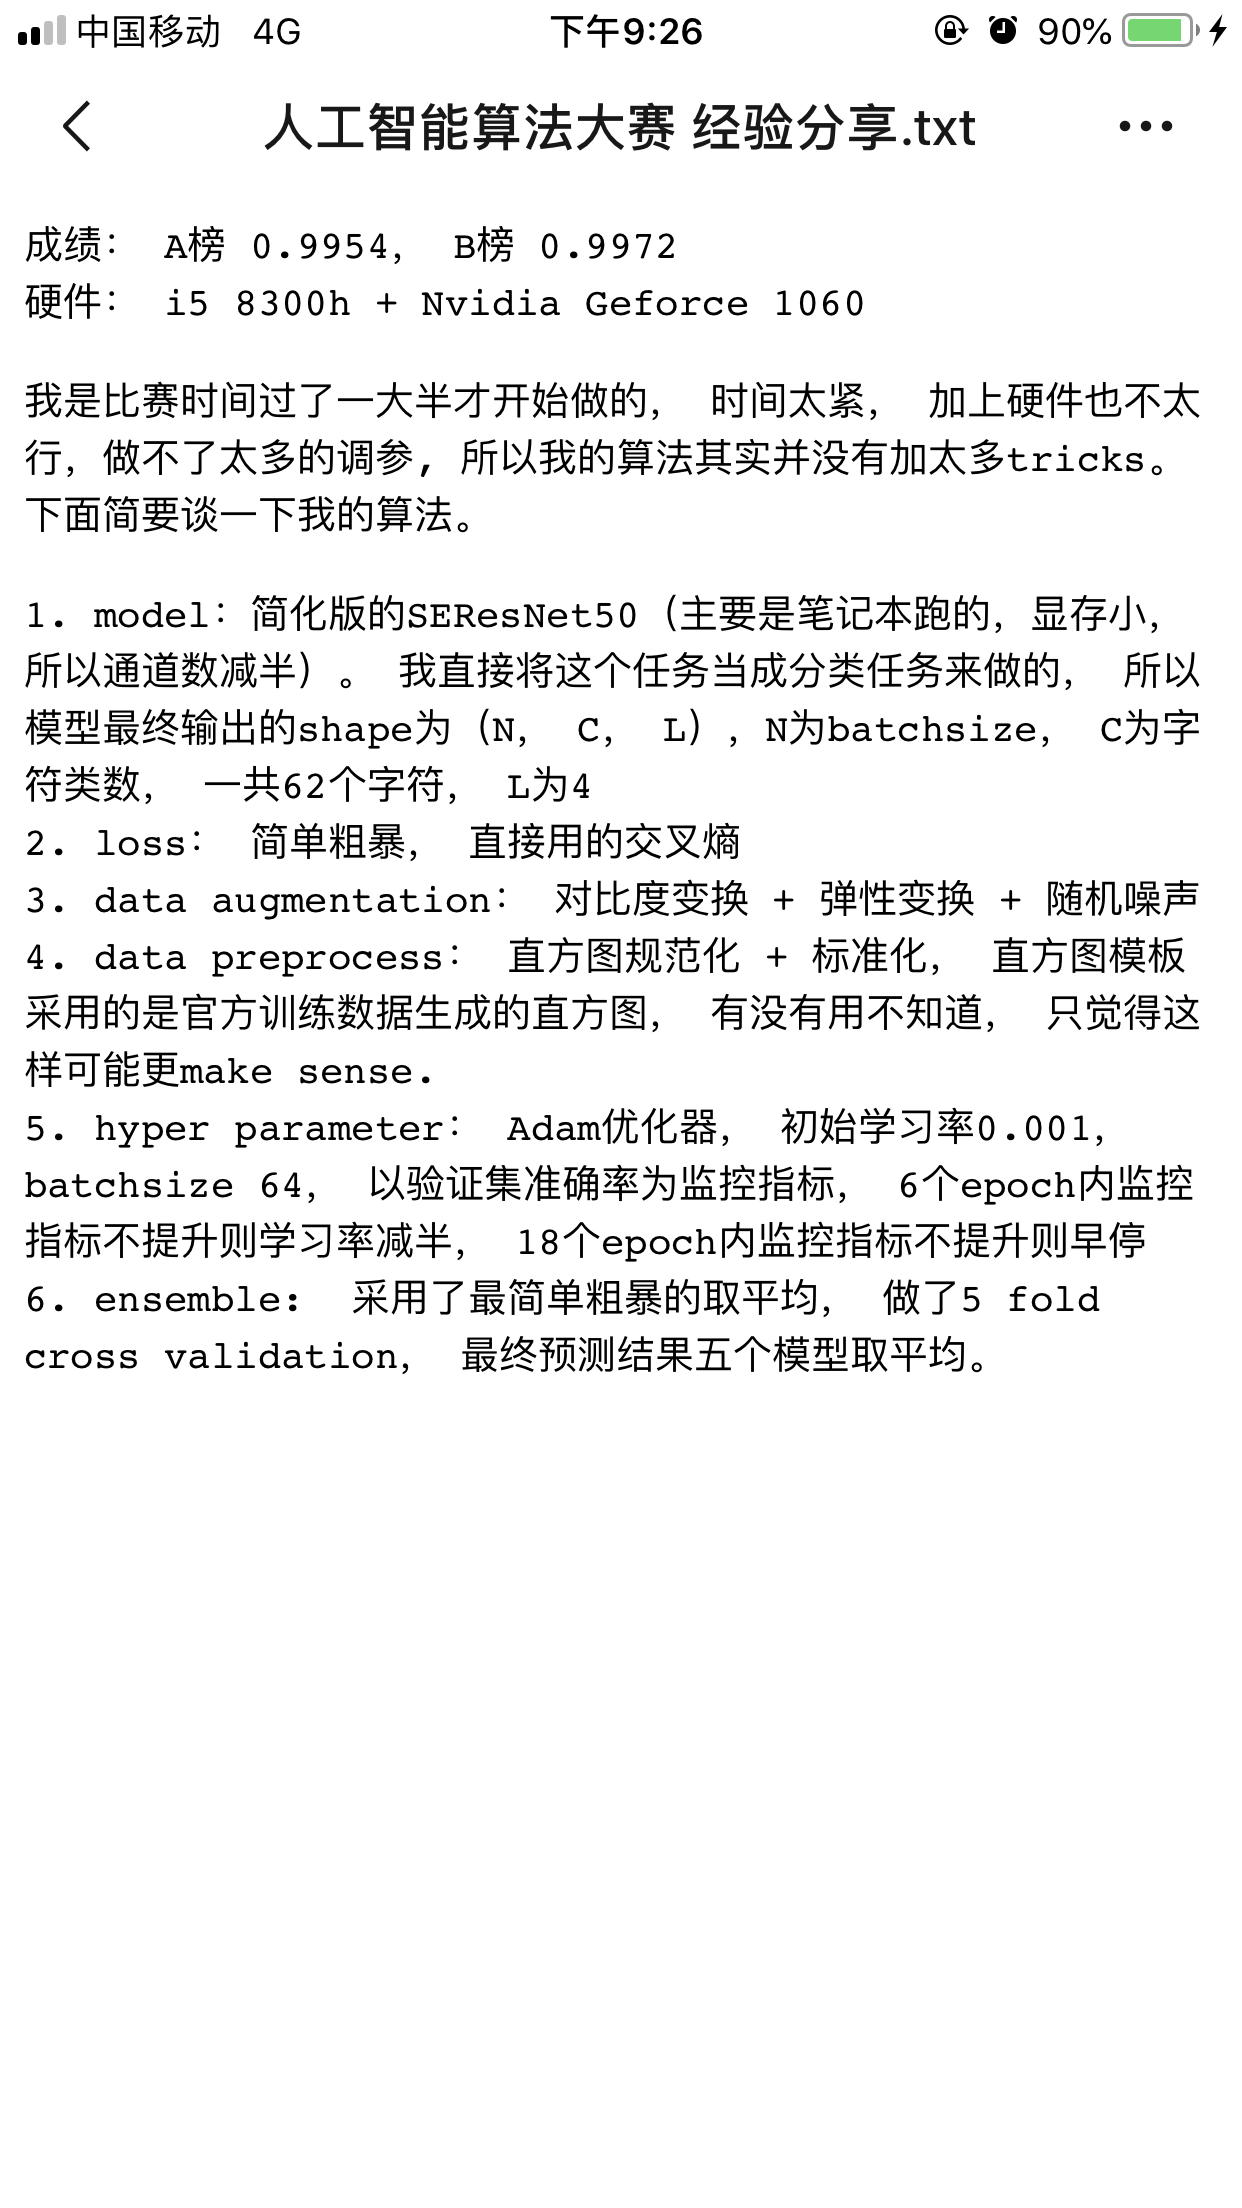 中国移动 4G 下午9:26 90%
人工智能算法大赛 经验分享.txt
成绩： A榜 0.9954， B榜 0.9972
硬件： i5 8300h + Nvidia Geforce 1060
我是比赛时间过了一大半才开始做的， 时间太紧， 加上硬件也不太
行，做不了太多的调参, 所以我的算法其实并没有加太多tricks。
下面简要谈一下我的算法。
1. model：简化版的SEResNet50（主要是笔记本跑的，显存小，
所以通道数减半）。 我直接将这个任务当成分类任务来做的， 所以
模型最终输出的shape为（N， C， L），N为batchsize， C为字
符类数， 一共62个字符， L为4
2. loss： 简单粗暴， 直接用的交叉熵
3. data augmentation： 对比度变换 + 弹性变换 + 随机噪声
4. data preprocess： 直方图规范化 + 标准化， 直方图模板
采用的是官方训练数据生成的直方图， 有没有用不知道， 只觉得这
样可能更make sense.
5. hyper parameter： Adam优化器， 初始学习率0.001，
batchsize 64， 以验证集准确率为监控指标， 6个epoch内监控
指标不提升则学习率减半， 18个epoch内监控指标不提升则早停
6. ensemble: 采用了最简单粗暴的取平均， 做了5 fold
cross validation， 最终预测结果五个模型取平均。